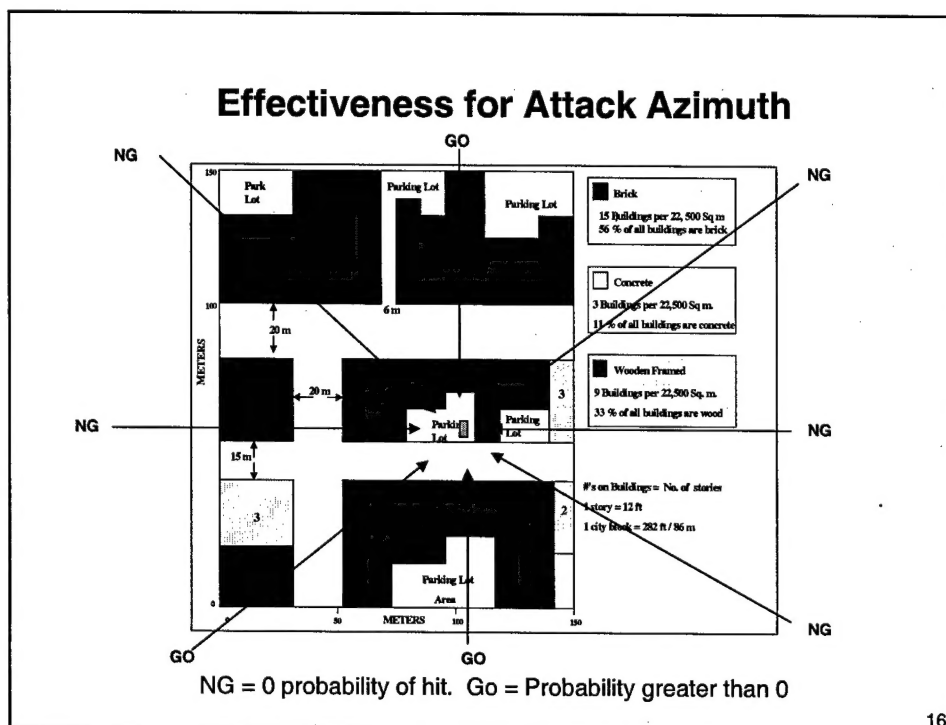 Effectiveness for Attack Azimuth
GO
NG
NG
150
Park
Lot
Parking Lot
Parking Lot
Brick
15 Buildings per 22, 500 Sq m
56 % of all buildings are brick
Concrete
3 Buildings per 22,500 Sq m.
11 % of all buildings are concrete
100
6 m
20 m
METERS
Wooden Framed
9 Buildings per 22,500 Sq. m.
33 % of all buildings are wood
20 m
3
NG
Parking
Lot
Parking
Lot
NG
15 m
#'s on Buildings = No. of stories
1 story = 12 ft
1 city block = 282 ft / 86 m
3
2
Parking Lot
Area
0
0
50
METERS
100
150
NG
GO
GO
NG = 0 probability of hit. Go = Probability greater than 0
16